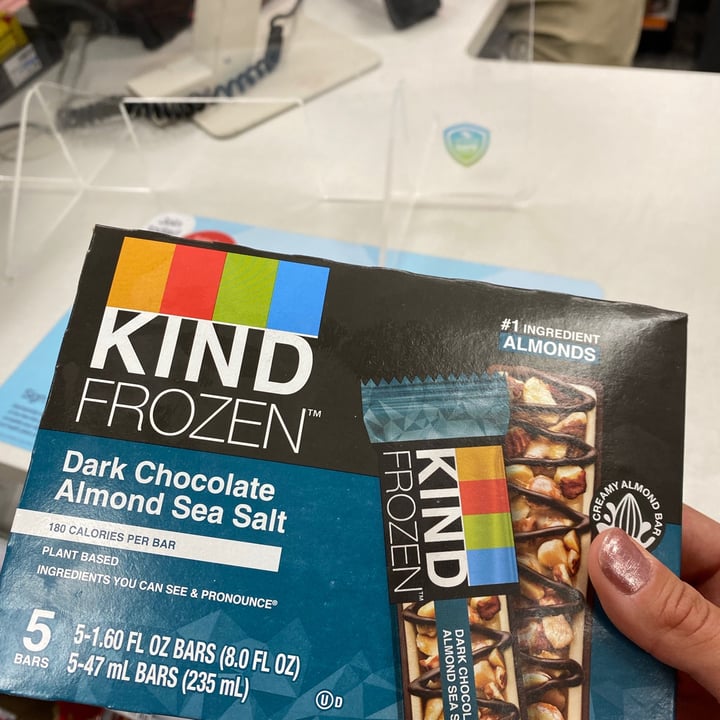 #1 INGREDIENT
ALMONDS
KIND
FROZEN™
Dark Chocolate
Almond Sea Salt
180 CALORIES PER BAR
PLANT BASED
INGREDIENTS YOU CAN SEE & PRONOUNCE®
5
BARS
5-1.60 FL OZ BARS (8.0 FL OZ)
5-47 mL BARS (235 mL)
U D
KIND
FROZEN™
DARK CHOCOL
ALMOND SEA S
CREAMY ALMOND BAR